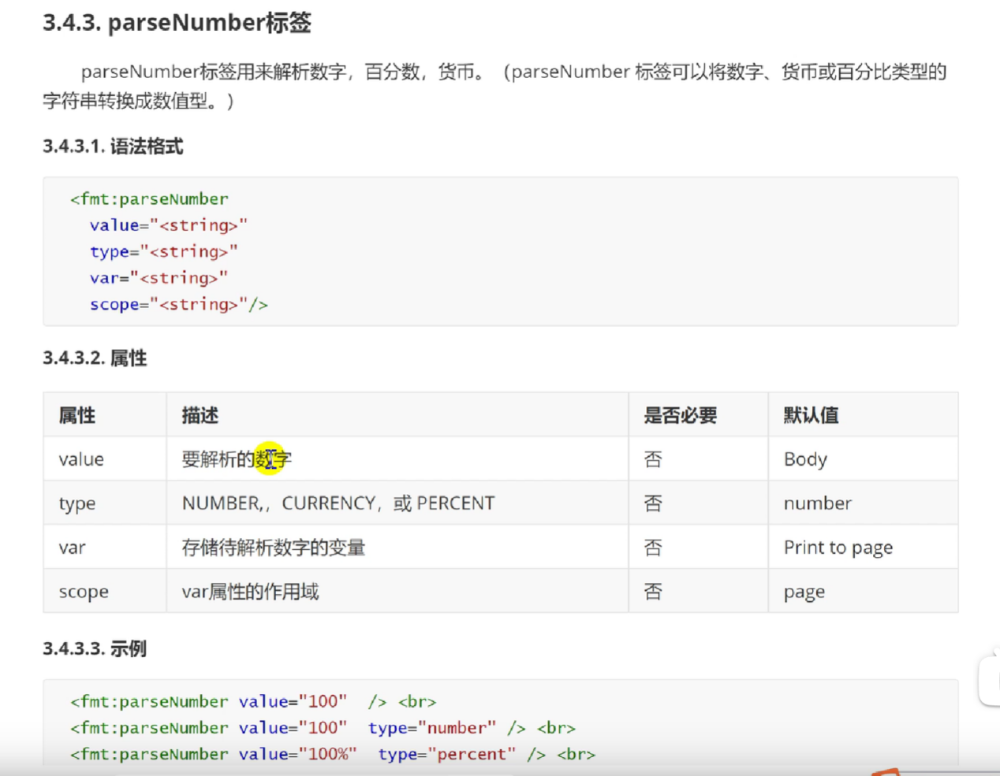 3.4.3. parseNumber标签
parseNumber标签用来解析数字，百分数，货币。（parseNumber 标签可以将数字、货币或百分比类型的
字符串转换成数值型。）
3.4.3.1. 语法格式
<fmt:parseNumber
value="<string>"
type="<string>"
var="<string>"
scope="<string>"/>
3.4.3.2. 属性
属性 描述 是否必要 默认值
value 要解析的数字 否 Body
type NUMBER,，CURRENCY，或 PERCENT 否 number
var 存储待解析数字的变量 否 Print to page
scope var属性的作用域 否 page
3.4.3.3. 示例
<fmt:parseNumber value="100"  /> <br>
<fmt:parseNumber value="100"  type="number" /> <br>
<fmt:parseNumber value="100%"  type="percent" /> <br>